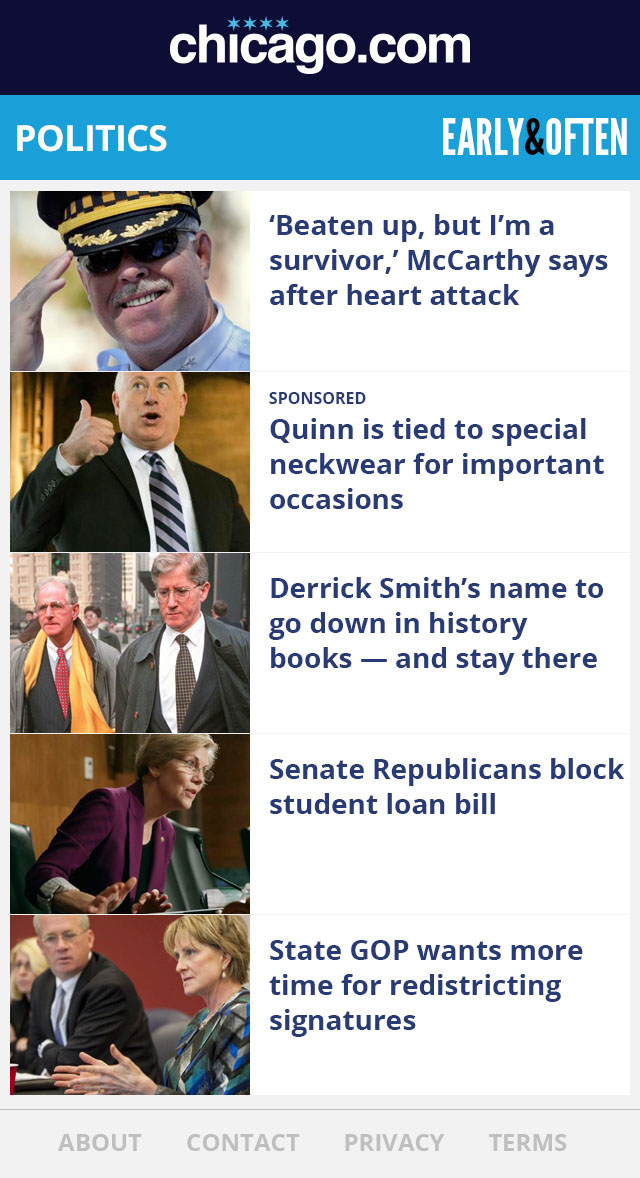 chicago.com
POLITICS
EARLY&OFTEN
‘Beaten up, but I’m a
survivor,’ McCarthy says
after heart attack
SPONSORED
Quinn is tied to special
neckwear for important
occasions
Derrick Smith’s name to
go down in history
books — and stay there
Senate Republicans block
student loan bill
State GOP wants more
time for redistricting
signatures
ABOUT CONTACT PRIVACY TERMS